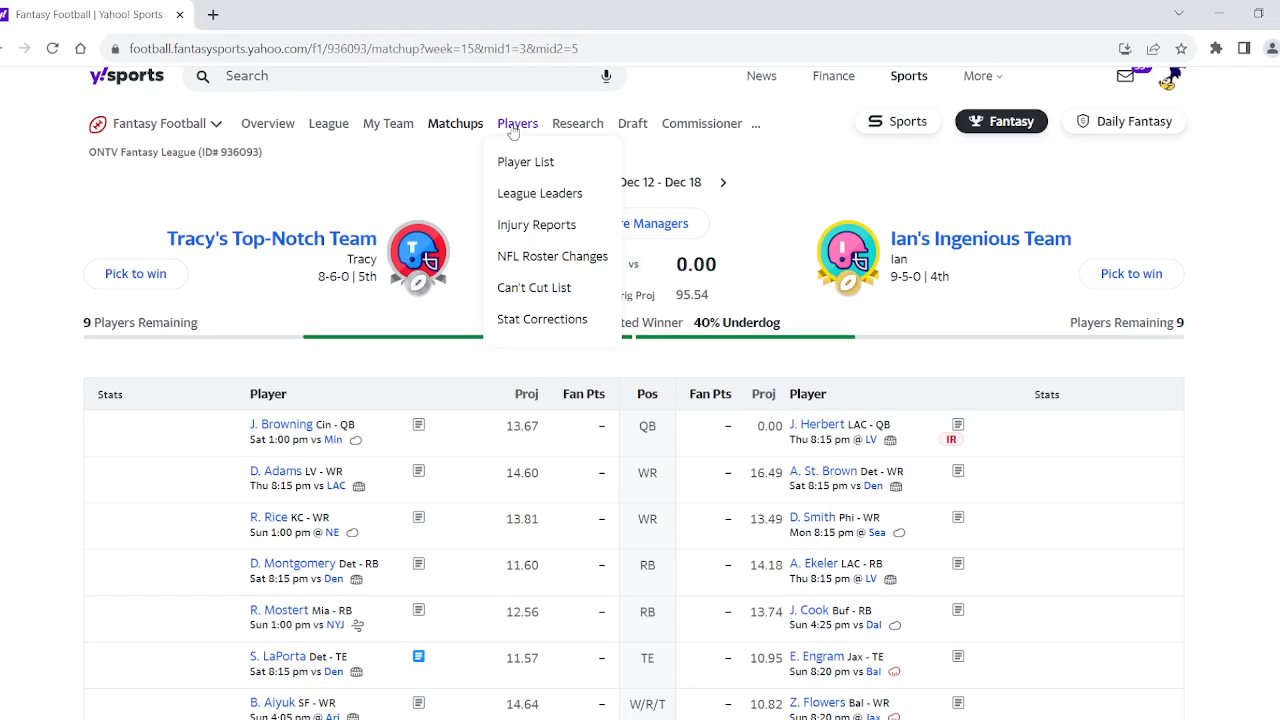 Fantasy Football | Yahoo! Sports
football.fantasysports.yahoo.com/f1/936093/matchup?week=15&mid1=3&mid2=5
y!sports Search News Finance Sports More
Fantasy Football Overview League My Team Matchups Players Research Draft Commissioner ... Sports Fantasy Daily Fantasy
ONTV Fantasy League (ID# 936093)
Player List
League Leaders
Injury Reports
NFL Roster Changes
Can't Cut List
Stat Corrections
Dec 12 - Dec 18
Managers
Tracy's Top-Notch Team
Tracy
8-6-0 | 5th
Pick to win
T
vs 0.00
Proj 95.54
I
Ian's Ingenious Team
Ian
9-5-0 | 4th
Pick to win
9 Players Remaining Winner 40% Underdog Players Remaining 9
Stats Player Proj Fan Pts Pos Fan Pts Proj Player Stats
J. Browning Cin - QB 13.67 – QB – 0.00 J. Herbert LAC - QB
Sat 1:00 pm vs Min Thu 8:15 pm @ LV IR
D. Adams LV - WR 14.60 – WR – 16.49 A. St. Brown Det - WR
Thu 8:15 pm vs LAC Sat 8:15 pm vs Den
R. Rice KC - WR 13.81 – WR – 13.49 D. Smith Phi - WR
Sun 1:00 pm @ NE Mon 8:15 pm @ Sea
D. Montgomery Det - RB 11.60 – RB – 14.18 A. Ekeler LAC - RB
Sat 8:15 pm vs Den Thu 8:15 pm @ LV
R. Mostert Mia - RB 12.56 – RB – 13.74 J. Cook Buf - RB
Sun 1:00 pm vs NYJ Sun 4:25 pm vs Dal
S. LaPorta Det - TE 11.57 – TE – 10.95 E. Engram Jax - TE
Sat 8:15 pm vs Den Sun 8:20 pm vs Bal
B. Aiyuk SF - WR 14.64 – W/R/T – 10.82 Z. Flowers Bal - WR
Sun 4:05 pm @ Ari Sun 8:20 pm @ Jax